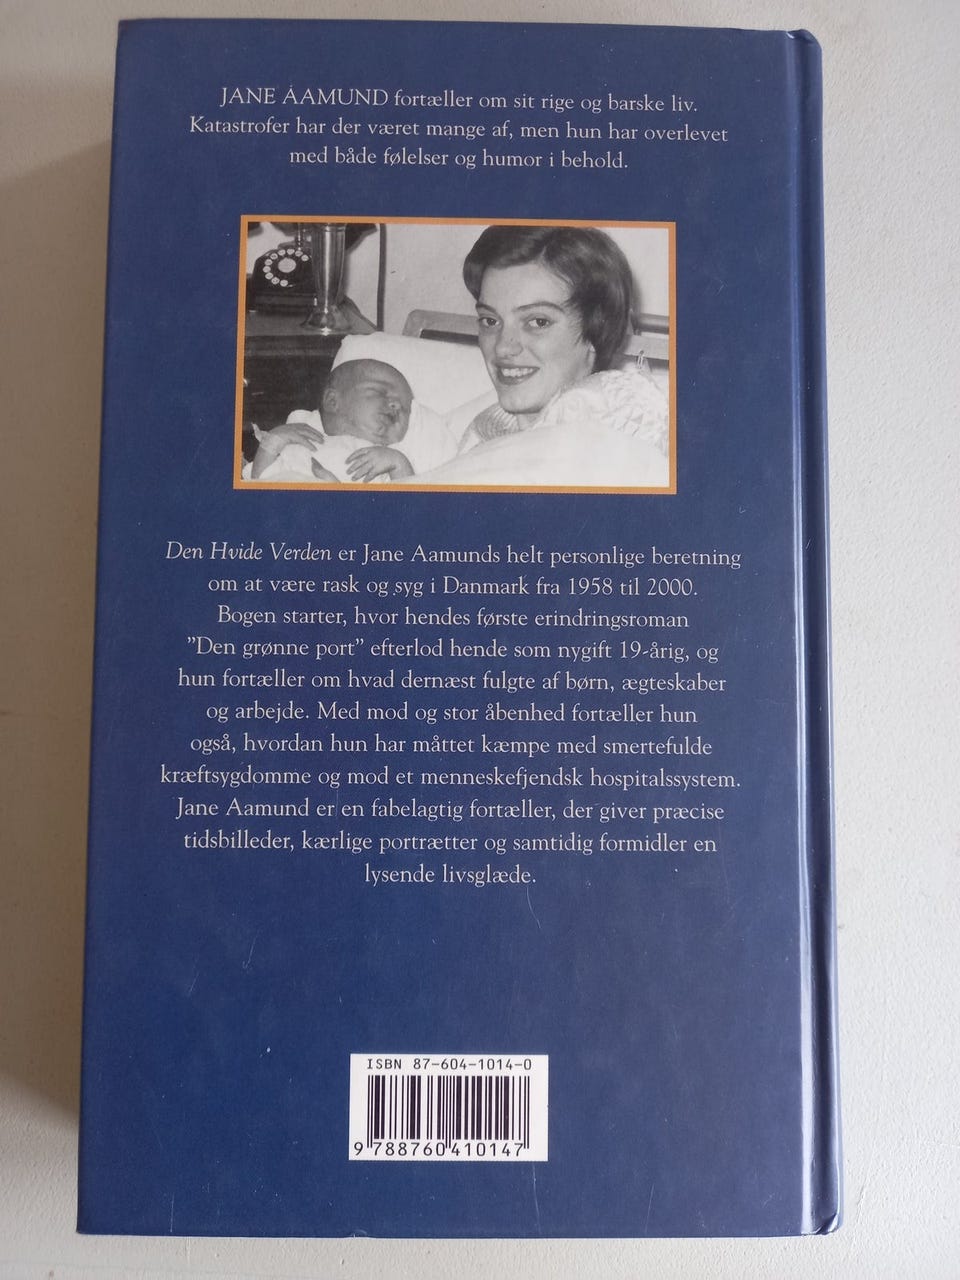 JANE AAMUND fortæller om sit rige og barske liv.
Katastrofer har der været mange af, men hun har overlevet
med både følelser og humor i behold.
Den Hvide Verden er Jane Aamunds helt personlige beretning
om at være rask og syg i Danmark fra 1958 til 2000.
Bogen starter, hvor hendes første erindringsroman
”Den grønne port” efterlod hende som nygift 19-årig, og
hun fortæller om hvad dernæst fulgte af børn, ægteskaber
og arbejde. Med mod og stor åbenhed fortæller hun
også, hvordan hun har måttet kæmpe med smertefulde
kræftsygdomme og mod et menneskefjendsk hospitalssystem.
Jane Aamund er en fabelagtig fortæller, der giver præcise
tidsbilleder, kærlige portrætter og samtidig formidler en
lysende livsglæde.
ISBN 87-604-1014-0
9 788760 410147